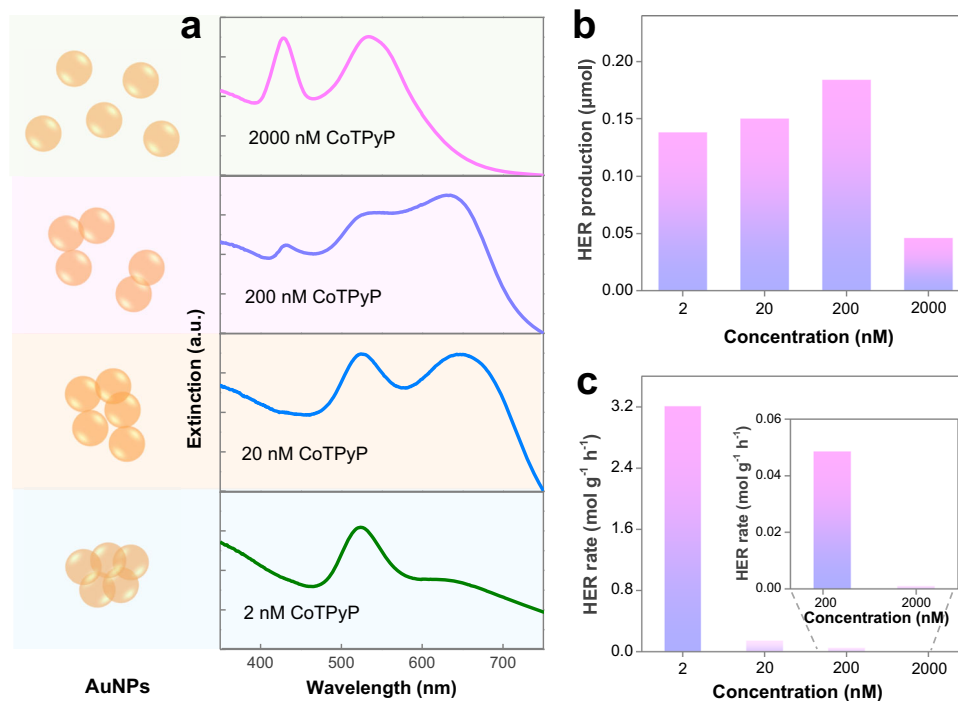 a
2000 nM CoTPyP
200 nM CoTPyP
20 nM CoTPyP
2 nM CoTPyP
Extinction (a.u.)
400 500 600 700
Wavelength (nm)
AuNPs
b
HER production (μmol)
0.20
0.15
0.10
0.05
0.00
2 20 200 2000
Concentration (nM)
c
HER rate (mol g⁻¹ h⁻¹)
3.2
2.4
1.6
0.8
0.0
2 20 200 2000
Concentration (nM)
HER rate (mol g⁻¹ h⁻¹)
0.06
0.04
0.02
0.00
200 2000
Concentration (nM)